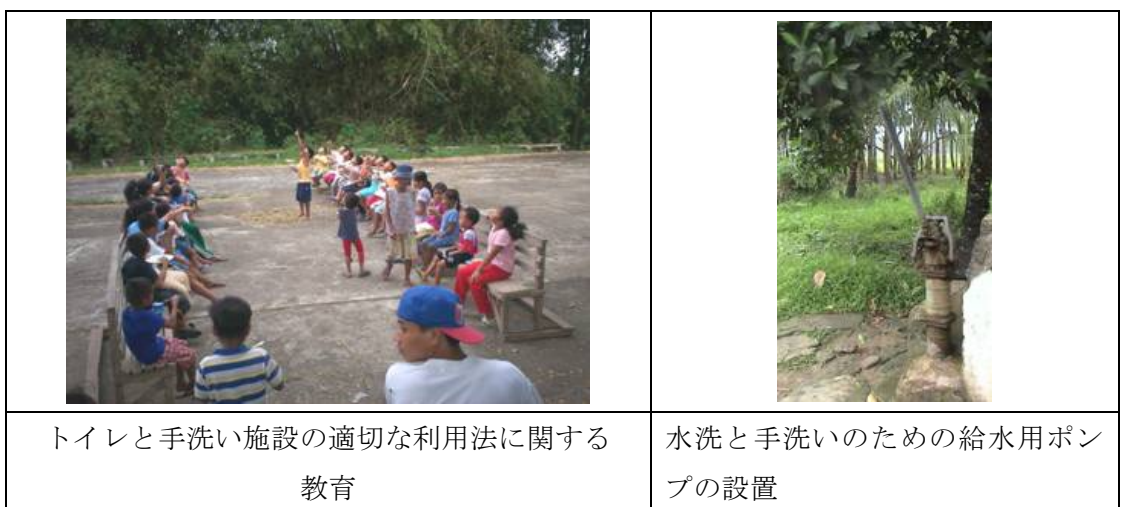 トイレと手洗い施設の適切な利用法に関する
教育
水洗と手洗いのための給水用ポン
プの設置